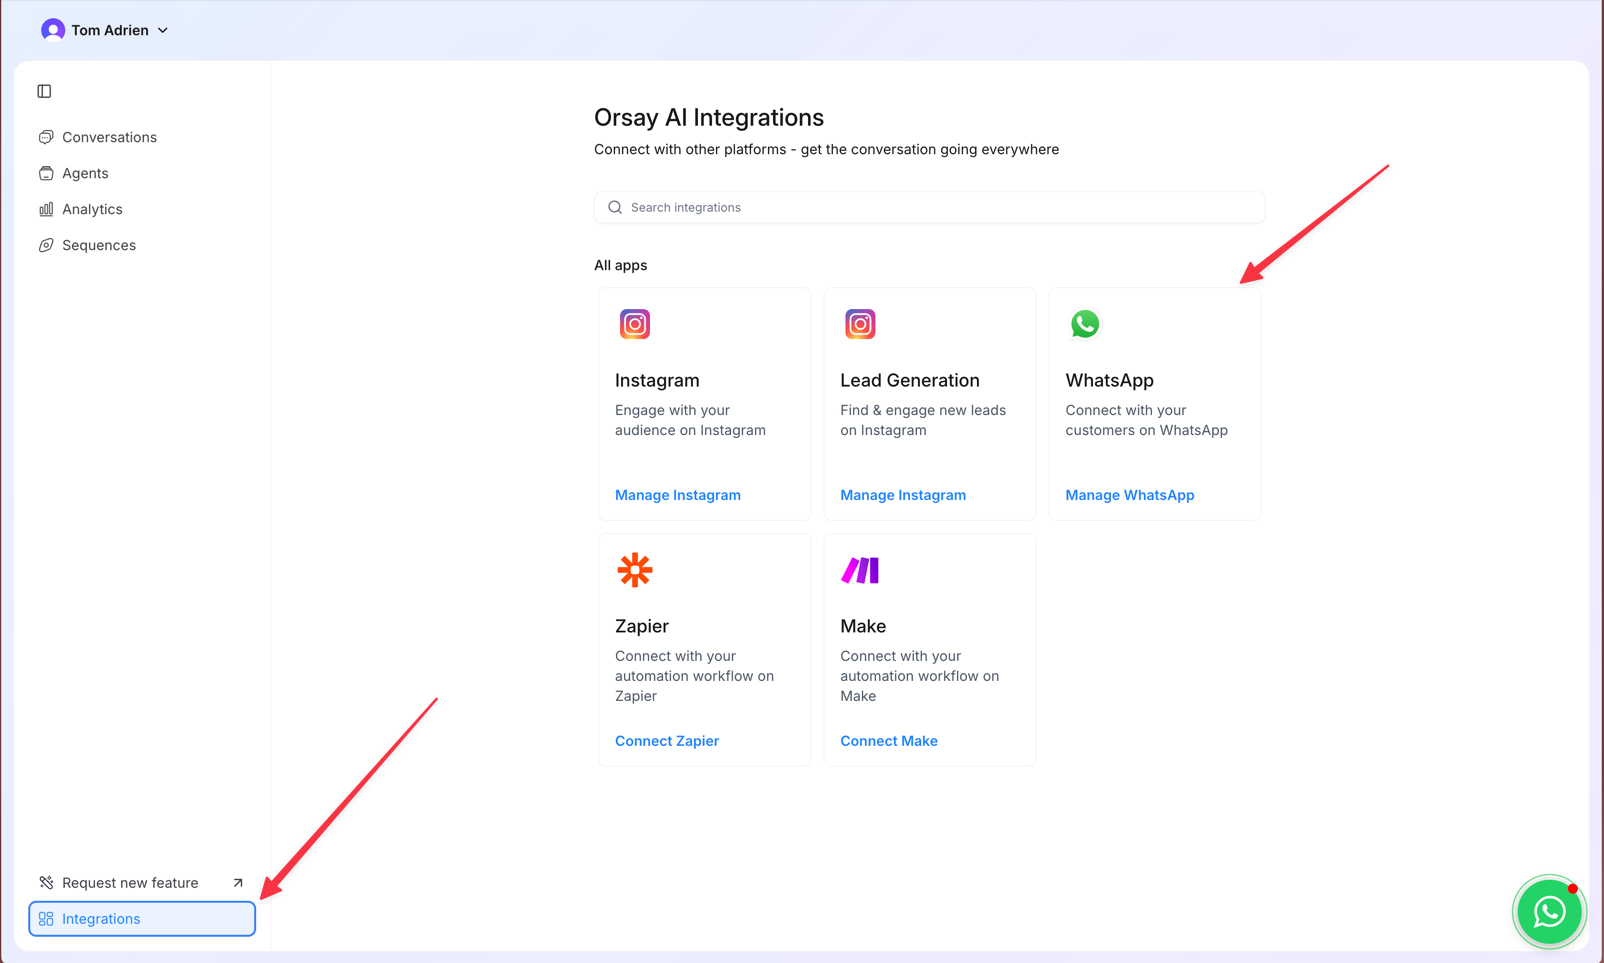 Tom Adrien
Conversations
Agents
Analytics
Sequences
Request new feature
Integrations
Orsay AI Integrations
Connect with other platforms - get the conversation going everywhere
Search integrations
All apps
Instagram
Engage with your
audience on Instagram
Manage Instagram
Lead Generation
Find & engage new leads
on Instagram
Manage Instagram
WhatsApp
Connect with your
customers on WhatsApp
Manage WhatsApp
Zapier
Connect with your
automation workflow on
Zapier
Connect Zapier
Make
Connect with your
automation workflow on
Make
Connect Make